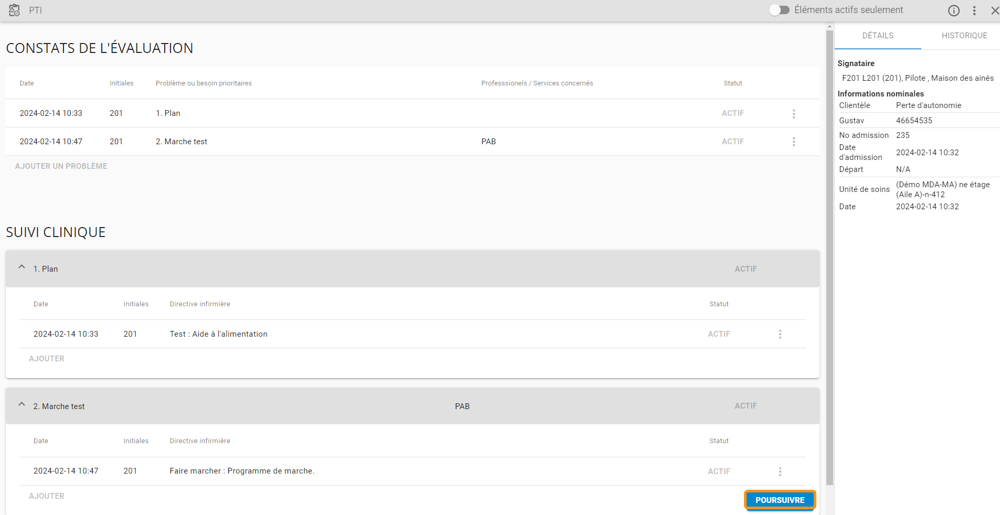 PTI
Éléments actifs seulement
CONSTATS DE L'ÉVALUATION
Date Initiales Problème ou besoin prioritaires Professsionels / Services concernés Statut
2024-02-14 10:33 201 1. Plan ACTIF
2024-02-14 10:47 201 2. Marche test PAB ACTIF
AJOUTER UN PROBLÈME
SUIVI CLINIQUE
1. Plan ACTIF
Date Initiales Directive infirmière Statut
2024-02-14 10:33 201 Test : Aide à l'alimentation ACTIF
AJOUTER
2. Marche test PAB ACTIF
Date Initiales Directive infirmière Statut
2024-02-14 10:47 201 Faire marcher : Programme de marche. ACTIF
AJOUTER
POURSUIVRE
DÉTAILS HISTORIQUE
Signataire
F201 L201 (201), Pilote , Maison des ainés
Informations nominales
Clientèle Perte d'autonomie
Gustav 46654535
No admission 235
Date
d'admission 2024-02-14 10:32
Départ N/A
Unité de soins (Démo MDA-MA) ne étage
(Aile A)-n-412
Date 2024-02-14 10:32